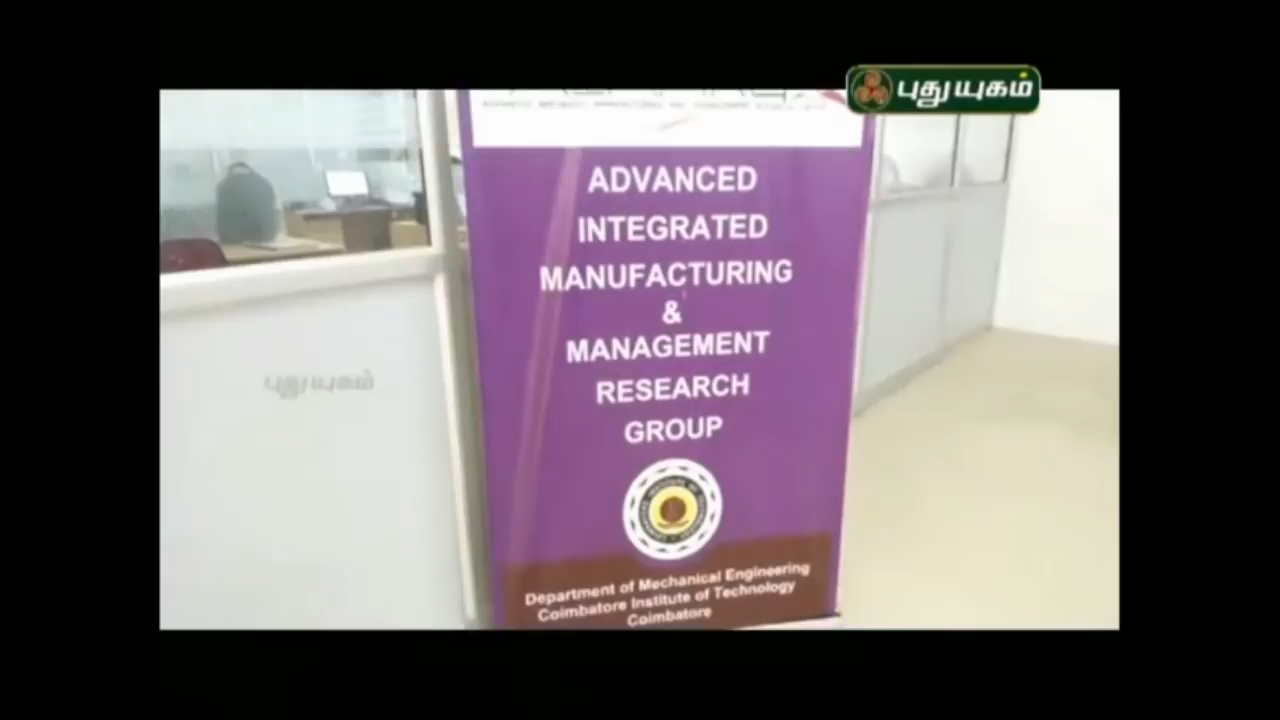 புதுயுகம்
ADVANCED
INTEGRATED
MANUFACTURING
&
MANAGEMENT
RESEARCH
GROUP
Department of Mechanical Engineering
Coimbatore Institute of Technology
Coimbatore
புதுயுகம்